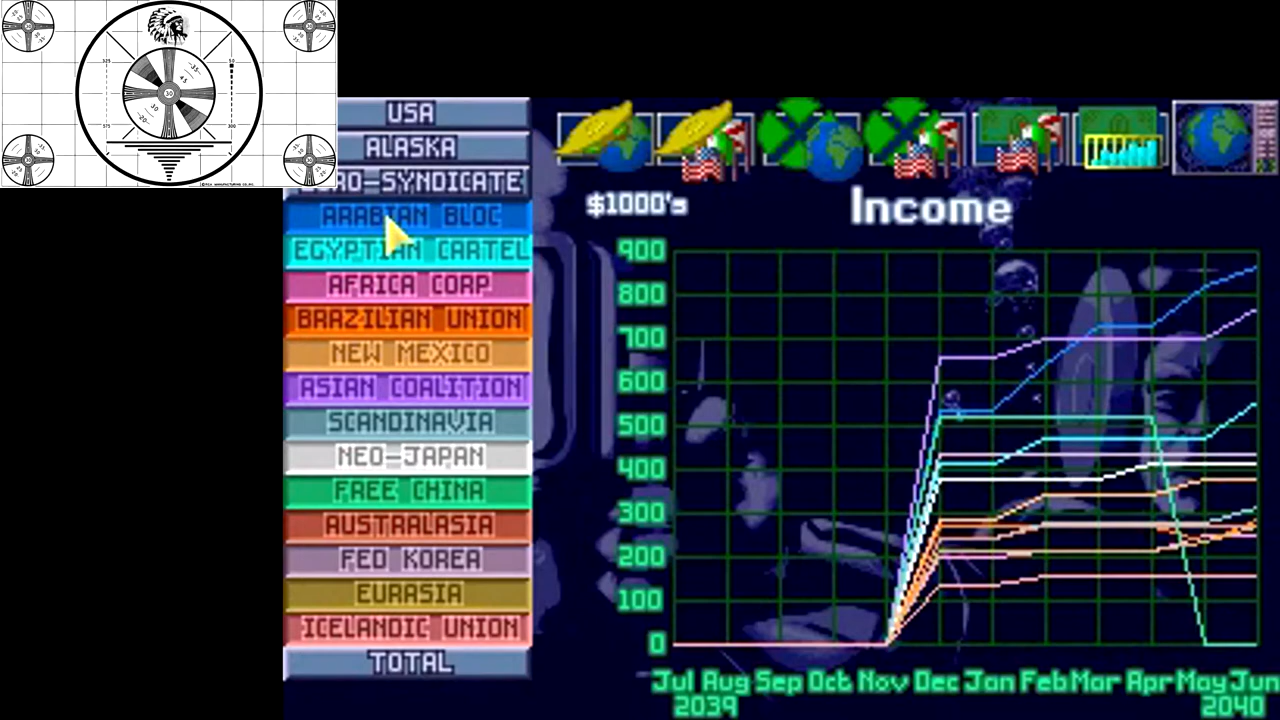 USA
ALASKA
-SYNDICATE
ARABIAN BLOC
EGYPTIAN CARTEL
AFRICA CORP
BRAZILIAN UNION
NEW MEXICO
ASIAN COALITION
SCANDINAVIA
NEO-JAPAN
FREE CHINA
AUSTRALASIA
FED KOREA
EURASIA
ICELANDIC UNION
TOTAL
$1000's
Income
900
800
700
600
500
400
300
200
100
0
Jul Aug Sep Oct Nov Dec Jan Feb Mar Apr May Jun
2039 2040